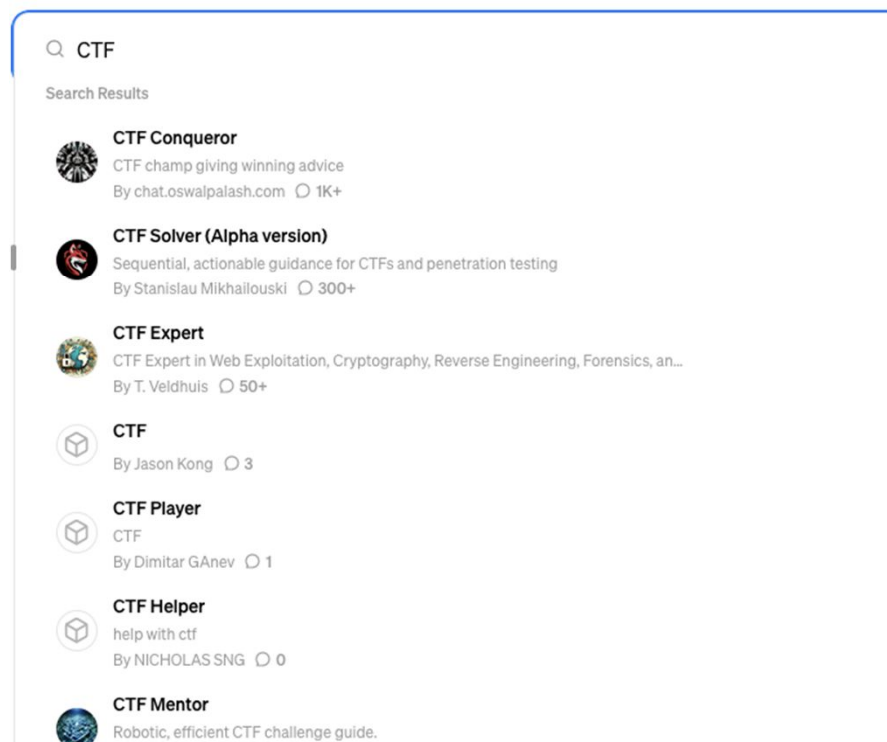 CTF
Search Results
CTF Conqueror
CTF champ giving winning advice
By chat.oswalpalash.com 1K+
CTF Solver (Alpha version)
Sequential, actionable guidance for CTFs and penetration testing
By Stanislau Mikhailouski 300+
CTF Expert
CTF Expert in Web Exploitation, Cryptography, Reverse Engineering, Forensics, an...
By T. Veldhuis 50+
CTF
By Jason Kong 3
CTF Player
CTF
By Dimitar GAnev 1
CTF Helper
help with ctf
By NICHOLAS SNG 0
CTF Mentor
Robotic, efficient CTF challenge guide.